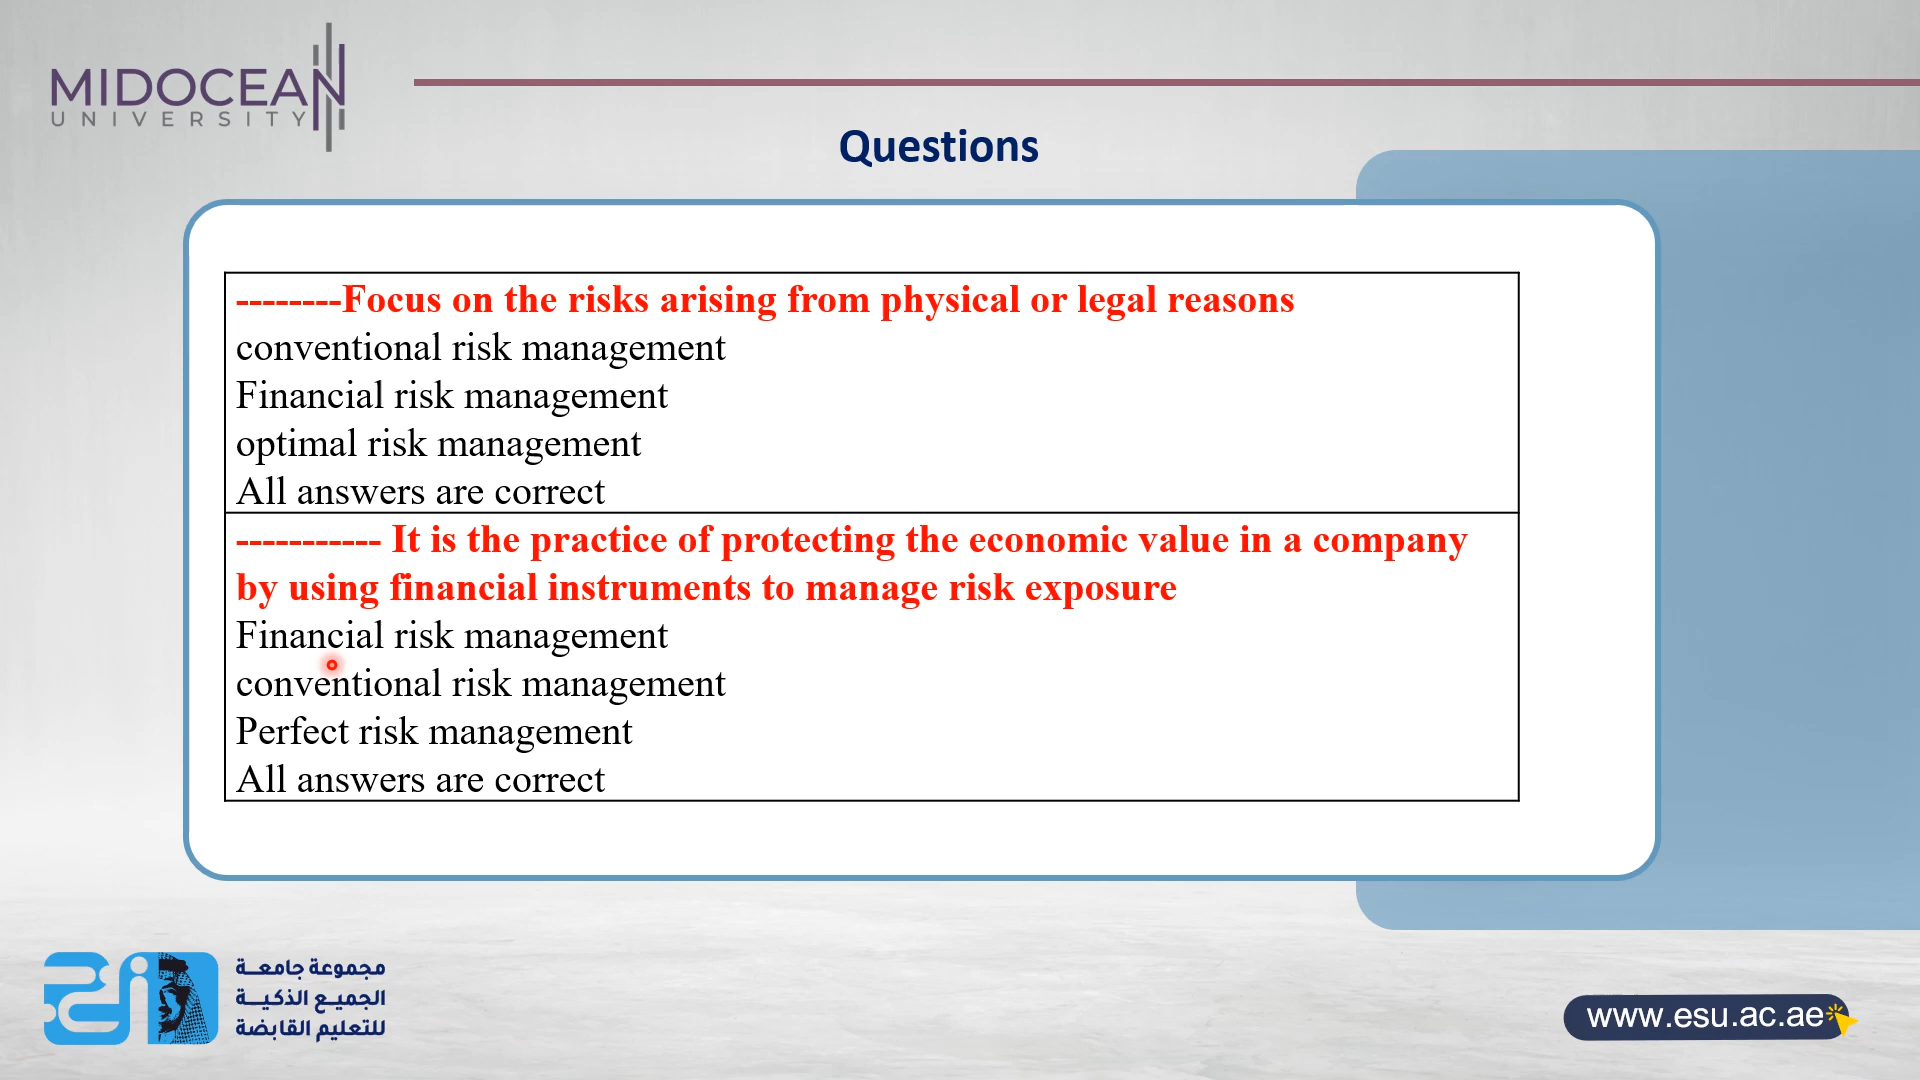 MIDOCEAN
UNIVERSITY
Questions
--------Focus on the risks arising from physical or legal reasons
conventional risk management
Financial risk management
optimal risk management
All answers are correct
----------- It is the practice of protecting the economic value in a company
by using financial instruments to manage risk exposure
Financial risk management
conventional risk management
Perfect risk management
All answers are correct
مجموعة جامعـــة
الجميـع الذكيـــة
للتعليم القابضة
www.esu.ac.ae